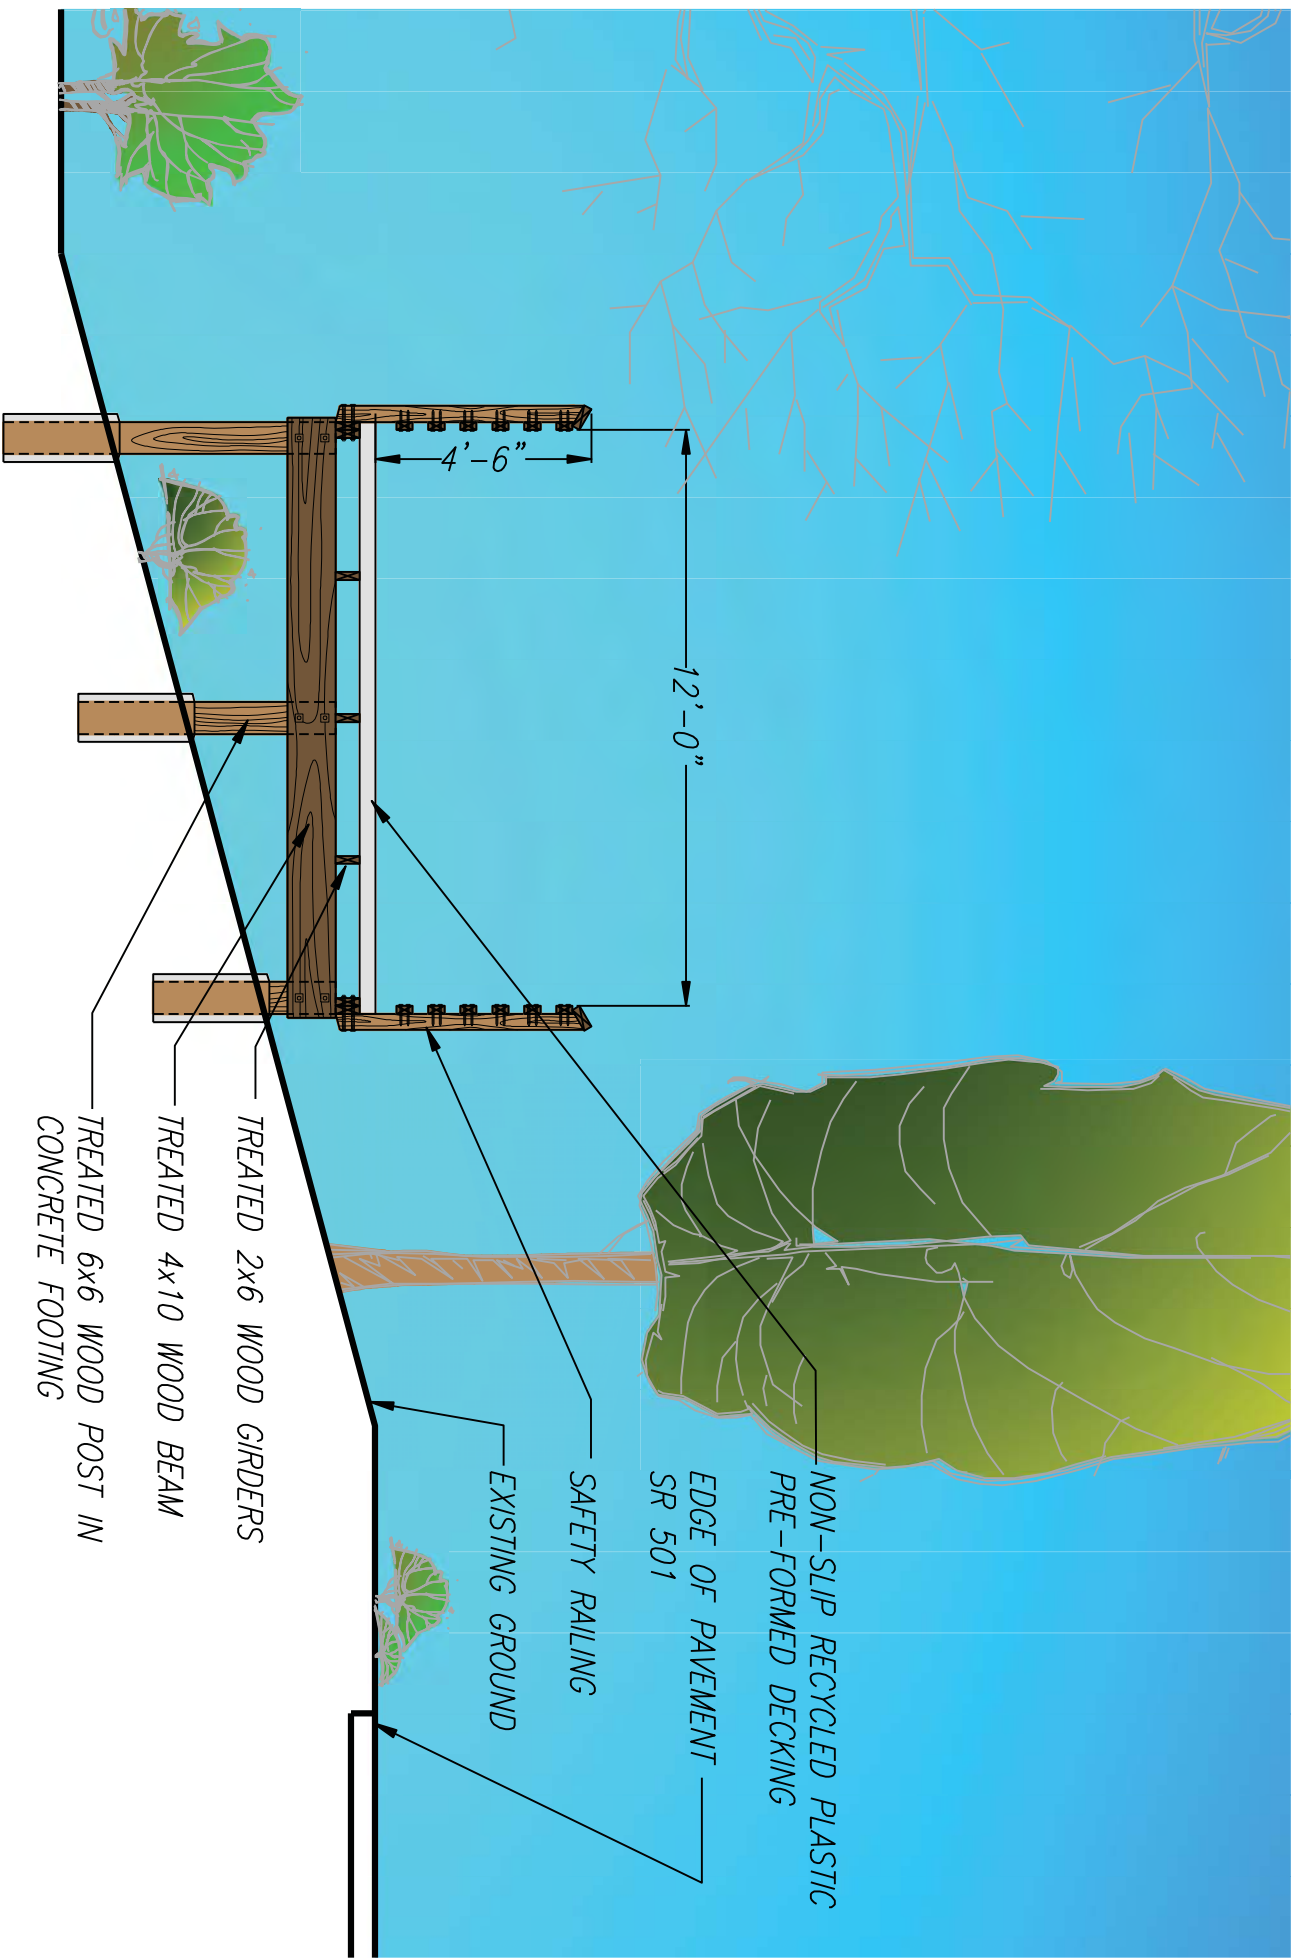 12'-0"
4'-6"
NON-SLIP RECYCLED PLASTIC
PRE-FORMED DECKING
EDGE OF PAVEMENT
SR 501
SAFETY RAILING
EXISTING GROUND
TREATED 2x6 WOOD GIRDERS
TREATED 4x10 WOOD BEAM
TREATED 6x6 WOOD POST IN
CONCRETE FOOTING